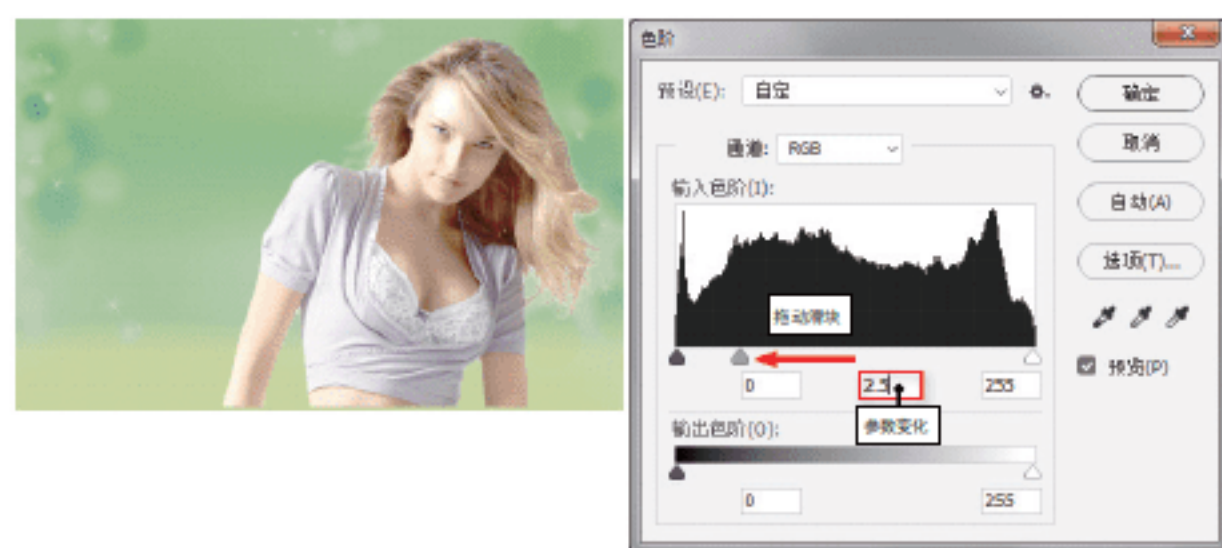 色阶
预设(E): 自定
确定
通道: RGB
取消
输入色阶(I):
自动(A)
选项(T)...
拖动滑块
预览(P)
0 2.5 255
参数变化
输出色阶(O):
0 255